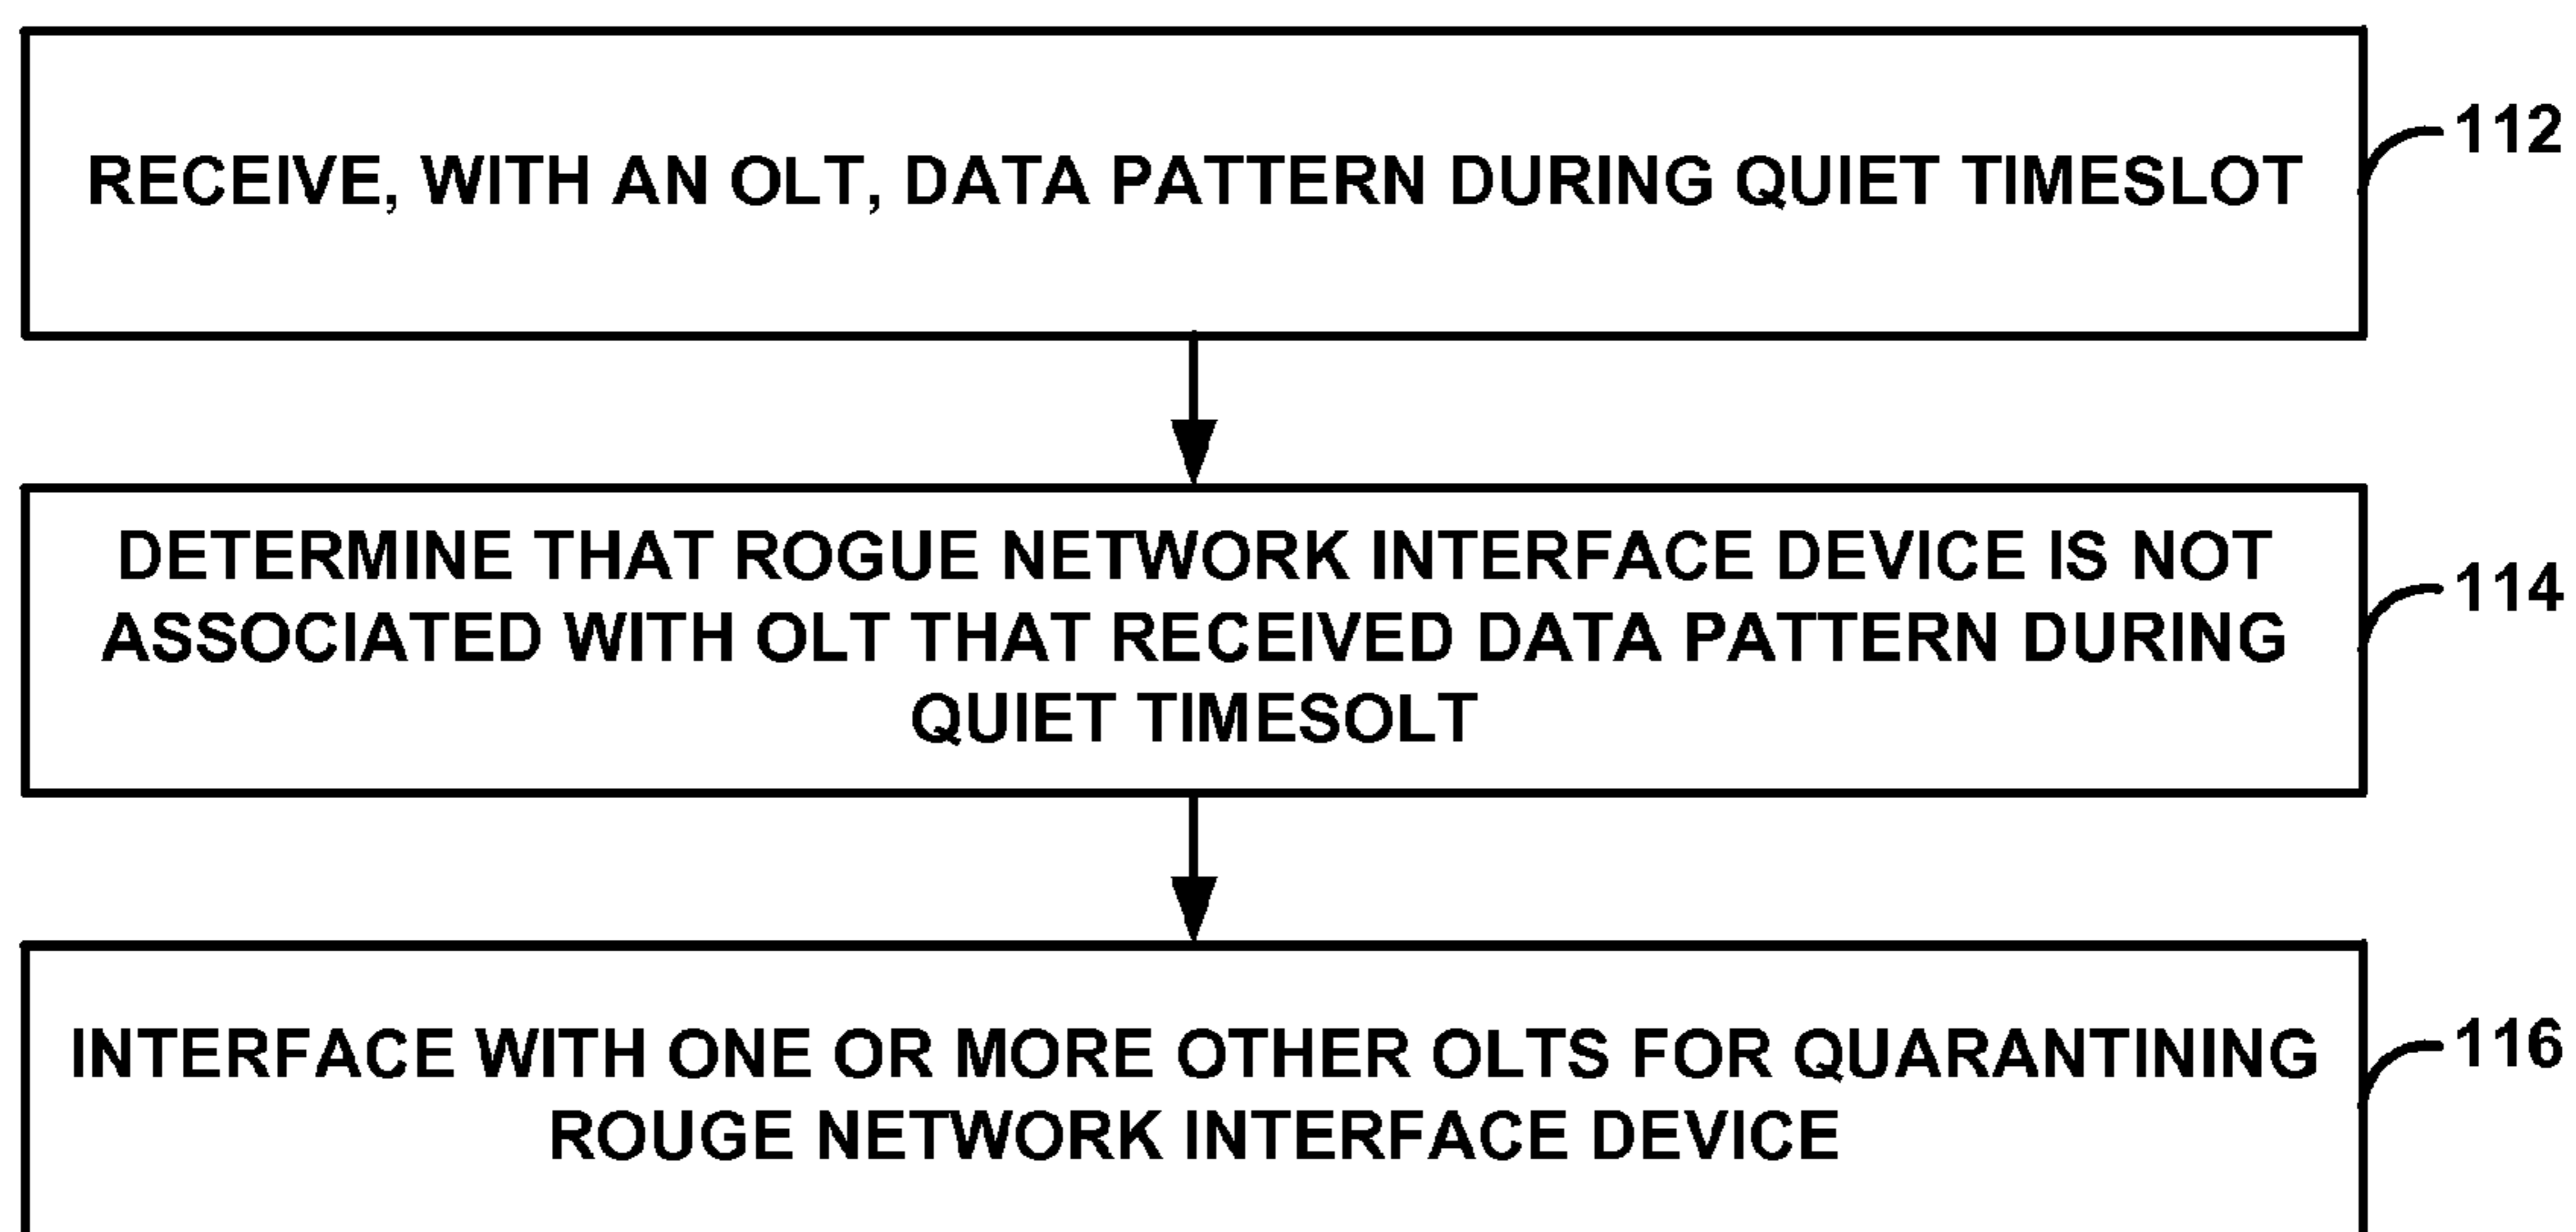 RECEIVE, WITH AN OLT, DATA PATTERN DURING QUIET TIMESLOT
112
DETERMINE THAT ROGUE NETWORK INTERFACE DEVICE IS NOT
ASSOCIATED WITH OLT THAT RECEIVED DATA PATTERN DURING
QUIET TIMESOLT
114
INTERFACE WITH ONE OR MORE OTHER OLTS FOR QUARANTINING
ROUGE NETWORK INTERFACE DEVICE
116